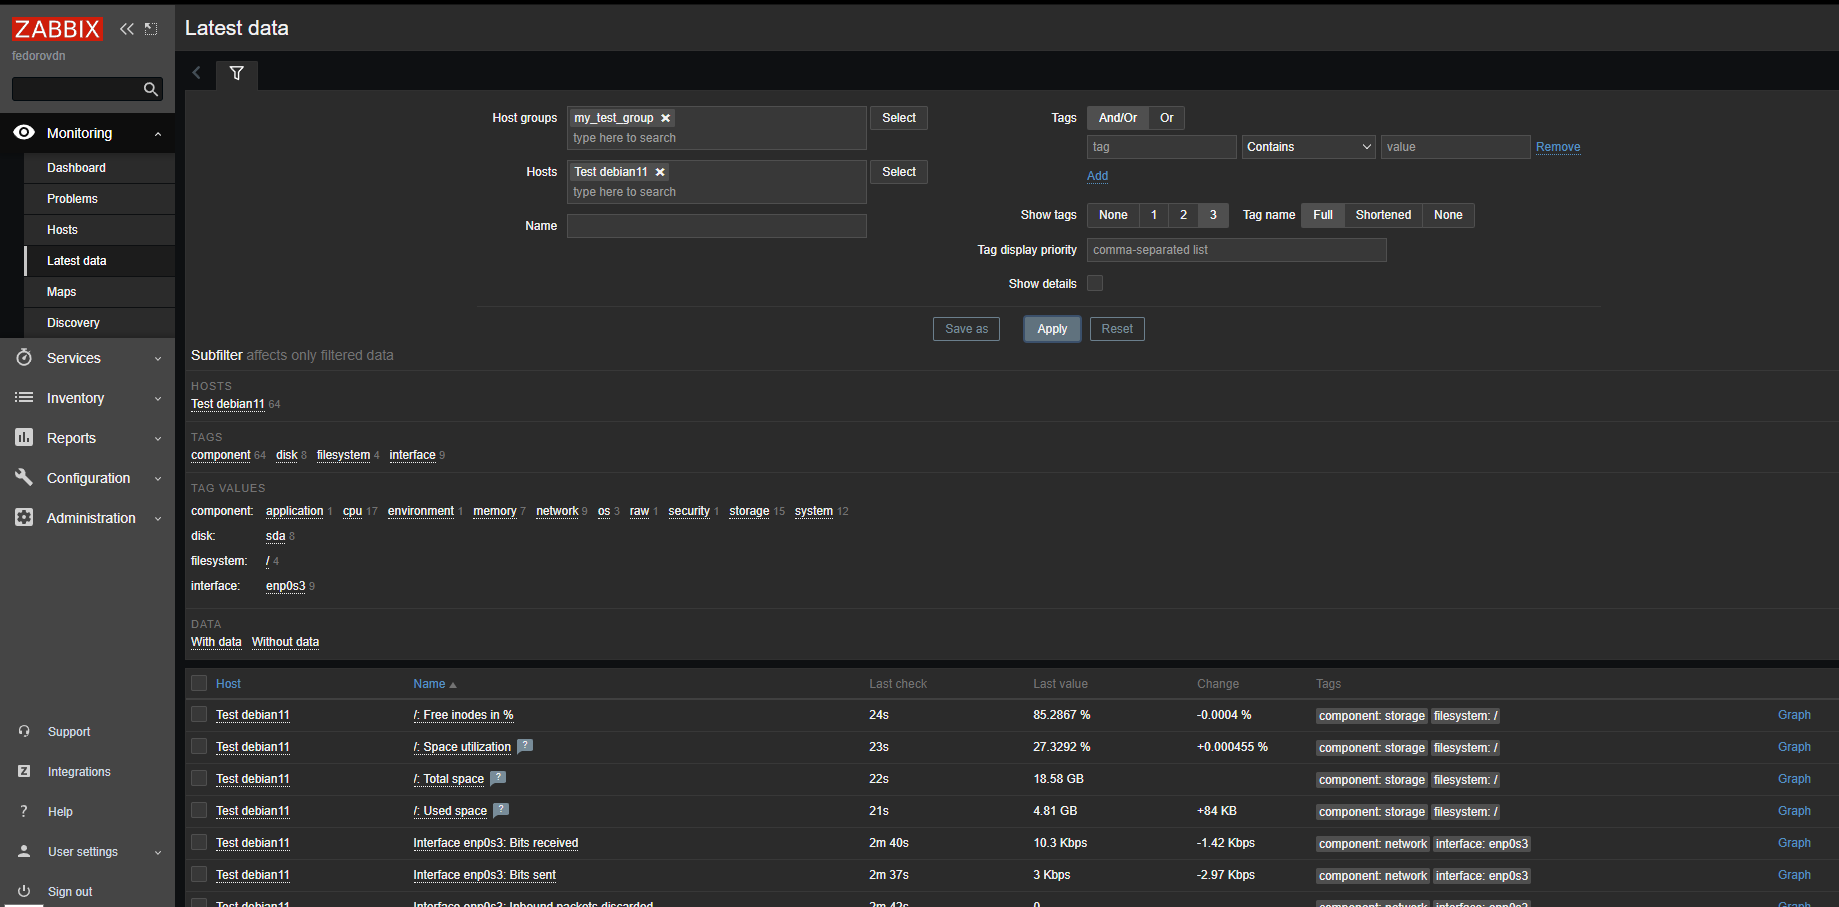 ZABBIX
fedorovdn
Monitoring
Dashboard
Problems
Hosts
Latest data
Maps
Discovery
Services
Inventory
Reports
Configuration
Administration
Support
Integrations
Help
User settings
Sign out
Latest data
Host groups my_test_group Select
type here to search
Hosts Test debian11 Select
type here to search
Name
Tags And/Or Or
tag Contains value Remove
Add
Show tags None 1 2 3 Tag name Full Shortened None
Tag display priority comma-separated list
Show details
Save as Apply Reset
Subfilter affects only filtered data
HOSTS
Test debian11 64
TAGS
component 64 disk 8 filesystem 4 interface 9
TAG VALUES
component: application 1 cpu 17 environment 1 memory 7 network 9 os 3 raw 1 security 1 storage 15 system 12
disk: sda 8
filesystem: / 4
interface: enp0s3 9
DATA
With data Without data
Host Name Last check Last value Change Tags
Test debian11 /: Free inodes in % 24s 85.2867 % -0.0004 % component: storage filesystem: / Graph
Test debian11 /: Space utilization ? 23s 27.3292 % +0.000455 % component: storage filesystem: / Graph
Test debian11 /: Total space ? 22s 18.58 GB component: storage filesystem: / Graph
Test debian11 /: Used space ? 21s 4.81 GB +84 KB component: storage filesystem: / Graph
Test debian11 Interface enp0s3: Bits received 2m 40s 10.3 Kbps -1.42 Kbps component: network interface: enp0s3 Graph
Test debian11 Interface enp0s3: Bits sent 2m 37s 3 Kbps -2.97 Kbps component: network interface: enp0s3 Graph
Test debian11 Interface enp0s3: Inbound packets discarded 2m 42s 0 component: network interface: enp0s3 Graph